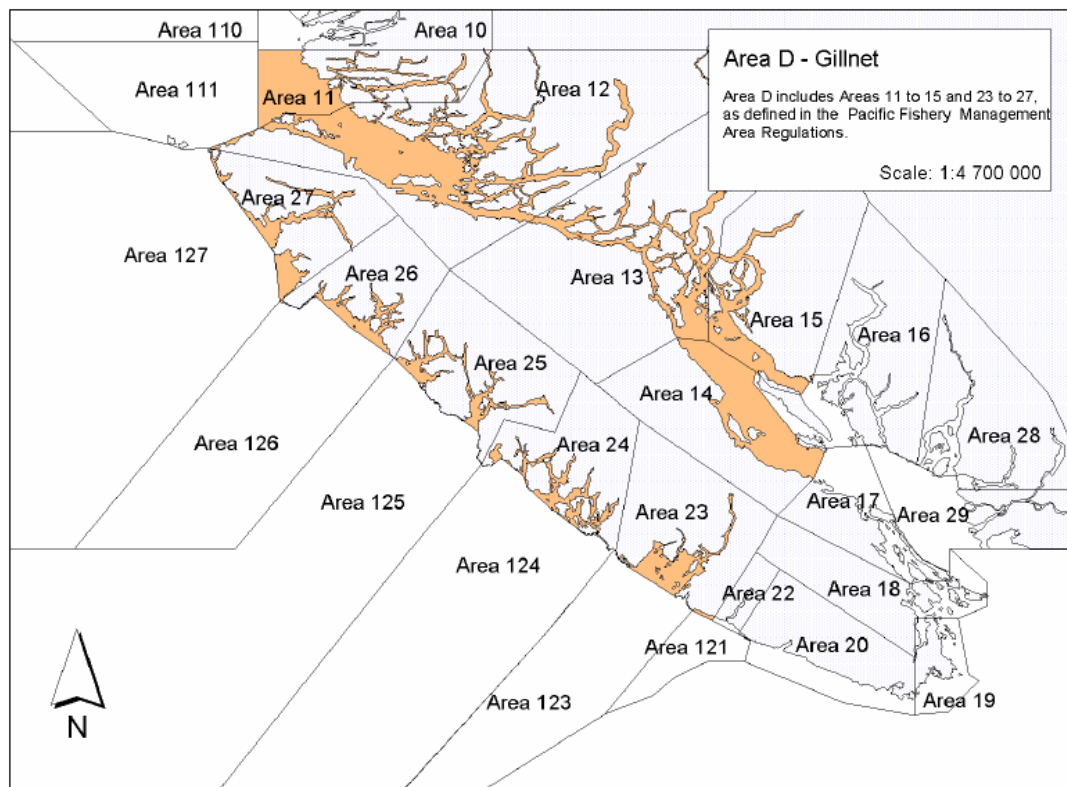 Area 110
Area 10
Area D - Gillnet
Area D includes Areas 11 to 15 and 23 to 27,
as defined in the Pacific Fishery Management
Area Regulations.
Scale: 1:4 700 000
Area 111
Area 11
Area 12
Area 27
Area 127
Area 26
Area 13
Area 15
Area 16
Area 25
Area 14
Area 126
Area 24
Area 28
Area 125
Area 23
Area 17
Area 29
Area 124
Area 22
Area 18
Area 121
Area 20
Area 123
Area 19
N